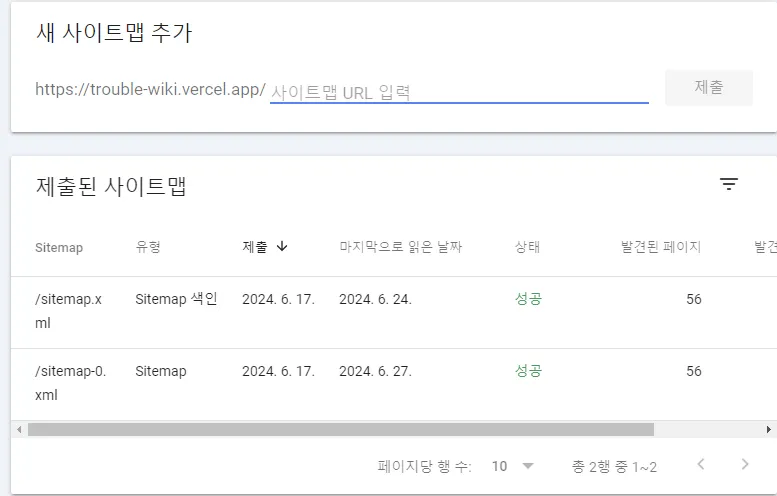 새 사이트맵 추가
https://trouble-wiki.vercel.app/ 사이트맵 URL 입력 제출
제출된 사이트맵
Sitemap 유형 제출 마지막으로 읽은 날짜 상태 발견된 페이지 발견
/sitemap.x Sitemap 색인 2024. 6. 17. 2024. 6. 24. 성공 56
ml
/sitemap-0. Sitemap 2024. 6. 17. 2024. 6. 27. 성공 56
xml
페이지당 행 수: 10 총 2행 중 1~2